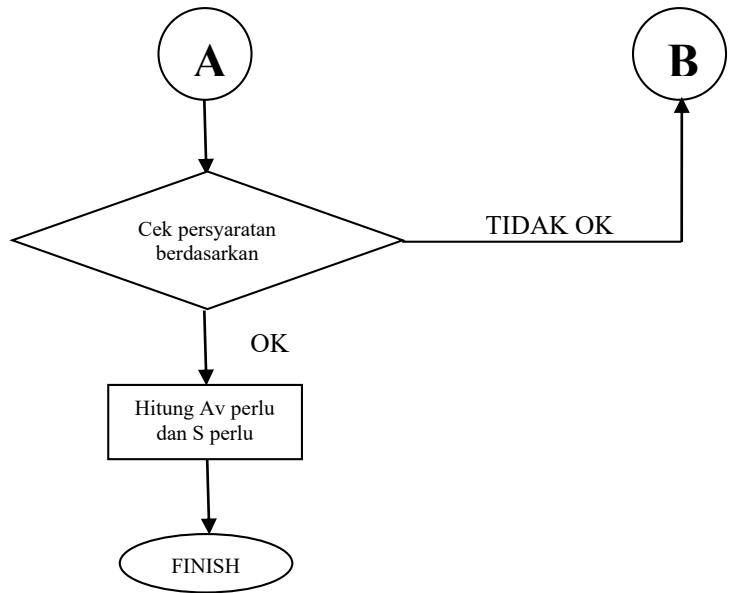 A
B
Cek persyaratan
berdasarkan
TIDAK OK
OK
Hitung Av perlu
dan S perlu
FINISH